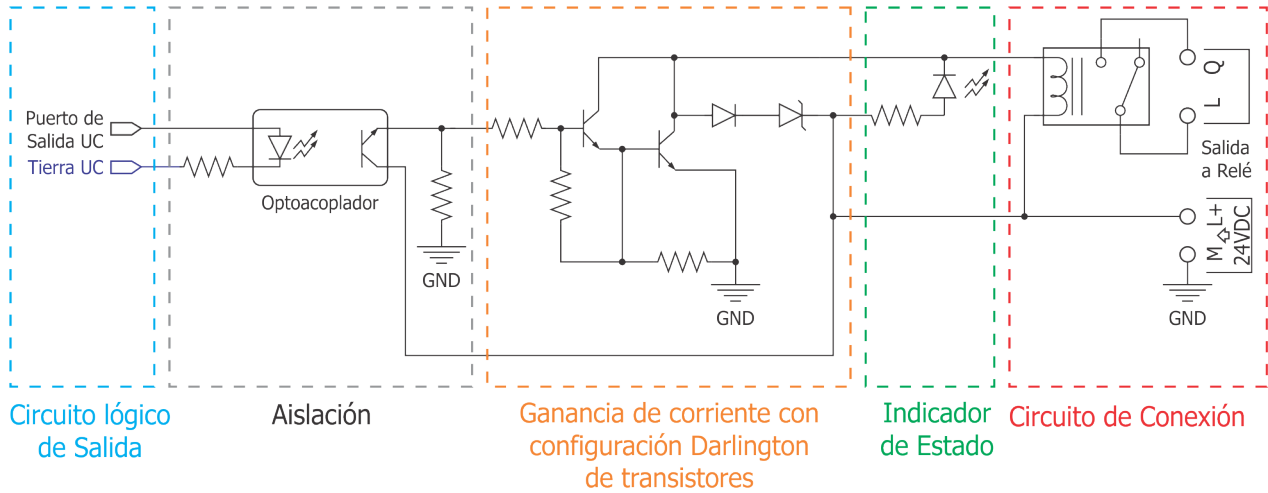 Puerto de
Salida UC
Tierra UC
Optoacoplador
GND
GND
Q
L
Salida
a Relé
L+
M
24VDC
GND
Circuito lógico
de Salida
Aislación
Ganancia de corriente con
configuración Darlington
de transistores
Indicador
de Estado
Circuito de Conexión